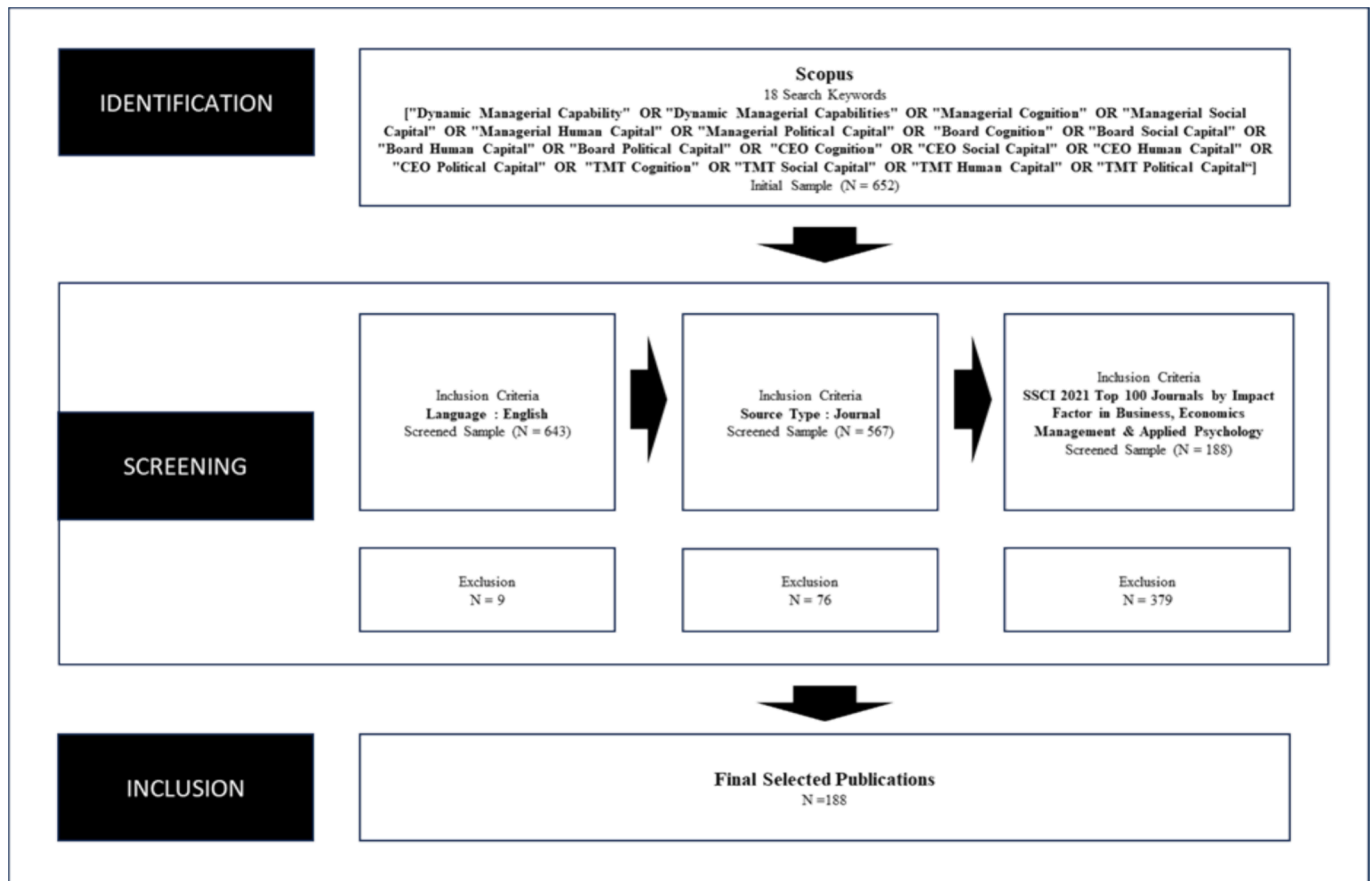 IDENTIFICATION
Scopus
18 Search Keywords
["Dynamic Managerial Capability" OR "Dynamic Managerial Capabilities" OR "Managerial Cognition" OR "Managerial Social
Capital" OR "Managerial Human Capital" OR "Managerial Political Capital" OR "Board Cognition" OR "Board Social Capital" OR
"Board Human Capital" OR "Board Political Capital" OR "CEO Cognition" OR "CEO Social Capital" OR "CEO Human Capital" OR
"CEO Political Capital" OR "TMT Cognition" OR "TMT Social Capital" OR "TMT Human Capital" OR "TMT Political Capital“]
Initial Sample (N = 652)
SCREENING
Inclusion Criteria
Language : English
Screened Sample (N = 643)
Inclusion Criteria
Source Type : Journal
Screened Sample (N = 567)
Inclusion Criteria
SSCI 2021 Top 100 Journals by Impact
Factor in Business, Economics
Management & Applied Psychology
Screened Sample (N = 188)
Exclusion
N = 9
Exclusion
N = 76
Exclusion
N = 379
INCLUSION
Final Selected Publications
N =188